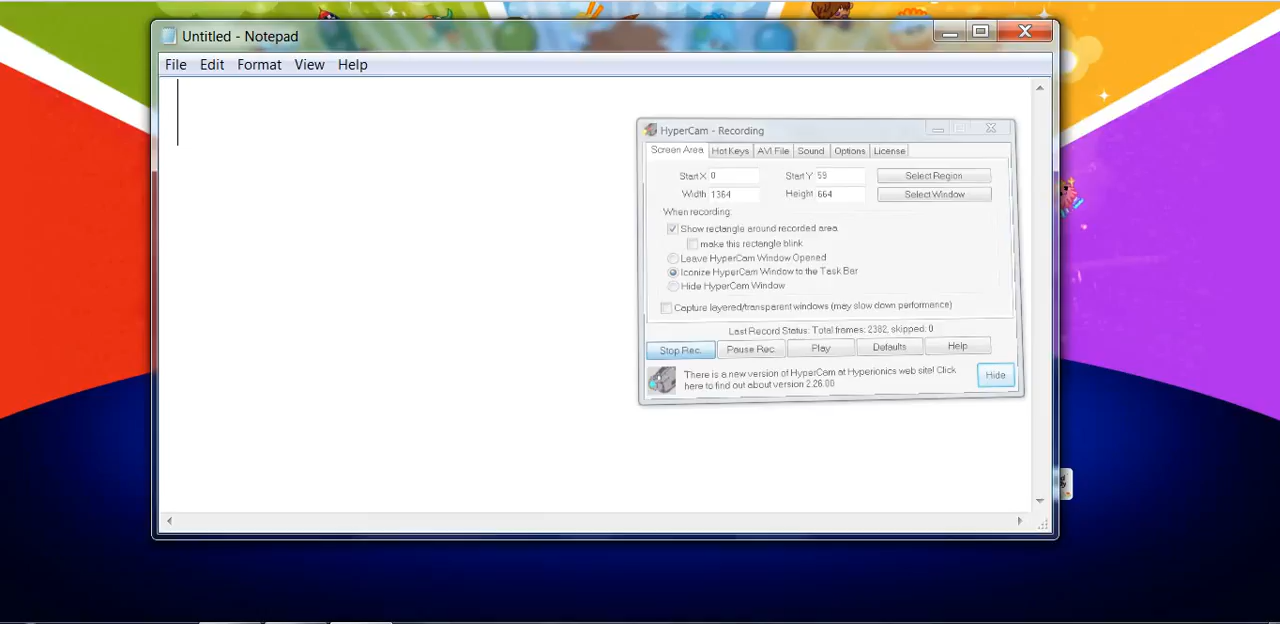 Untitled - Notepad
File Edit Format View Help
HyperCam - Recording
Screen Area Hot Keys AVI File Sound Options License
Start X 0 Start Y 59 Select Region
Width 1364 Height 664 Select Window
When recording:
Show rectangle around recorded area
make this rectangle blink
Leave HyperCam Window Opened
Iconize HyperCam Window to the Task Bar
Hide HyperCam Window
Capture layered/transparent windows (may slow down performance)
Last Record Status: Total frames: 2382, skipped: 0
Stop Rec. Pause Rec. Play Defaults Help
There is a new version of HyperCam at Hyperionics web site! Click
here to find out about version 2.26.00
Hide